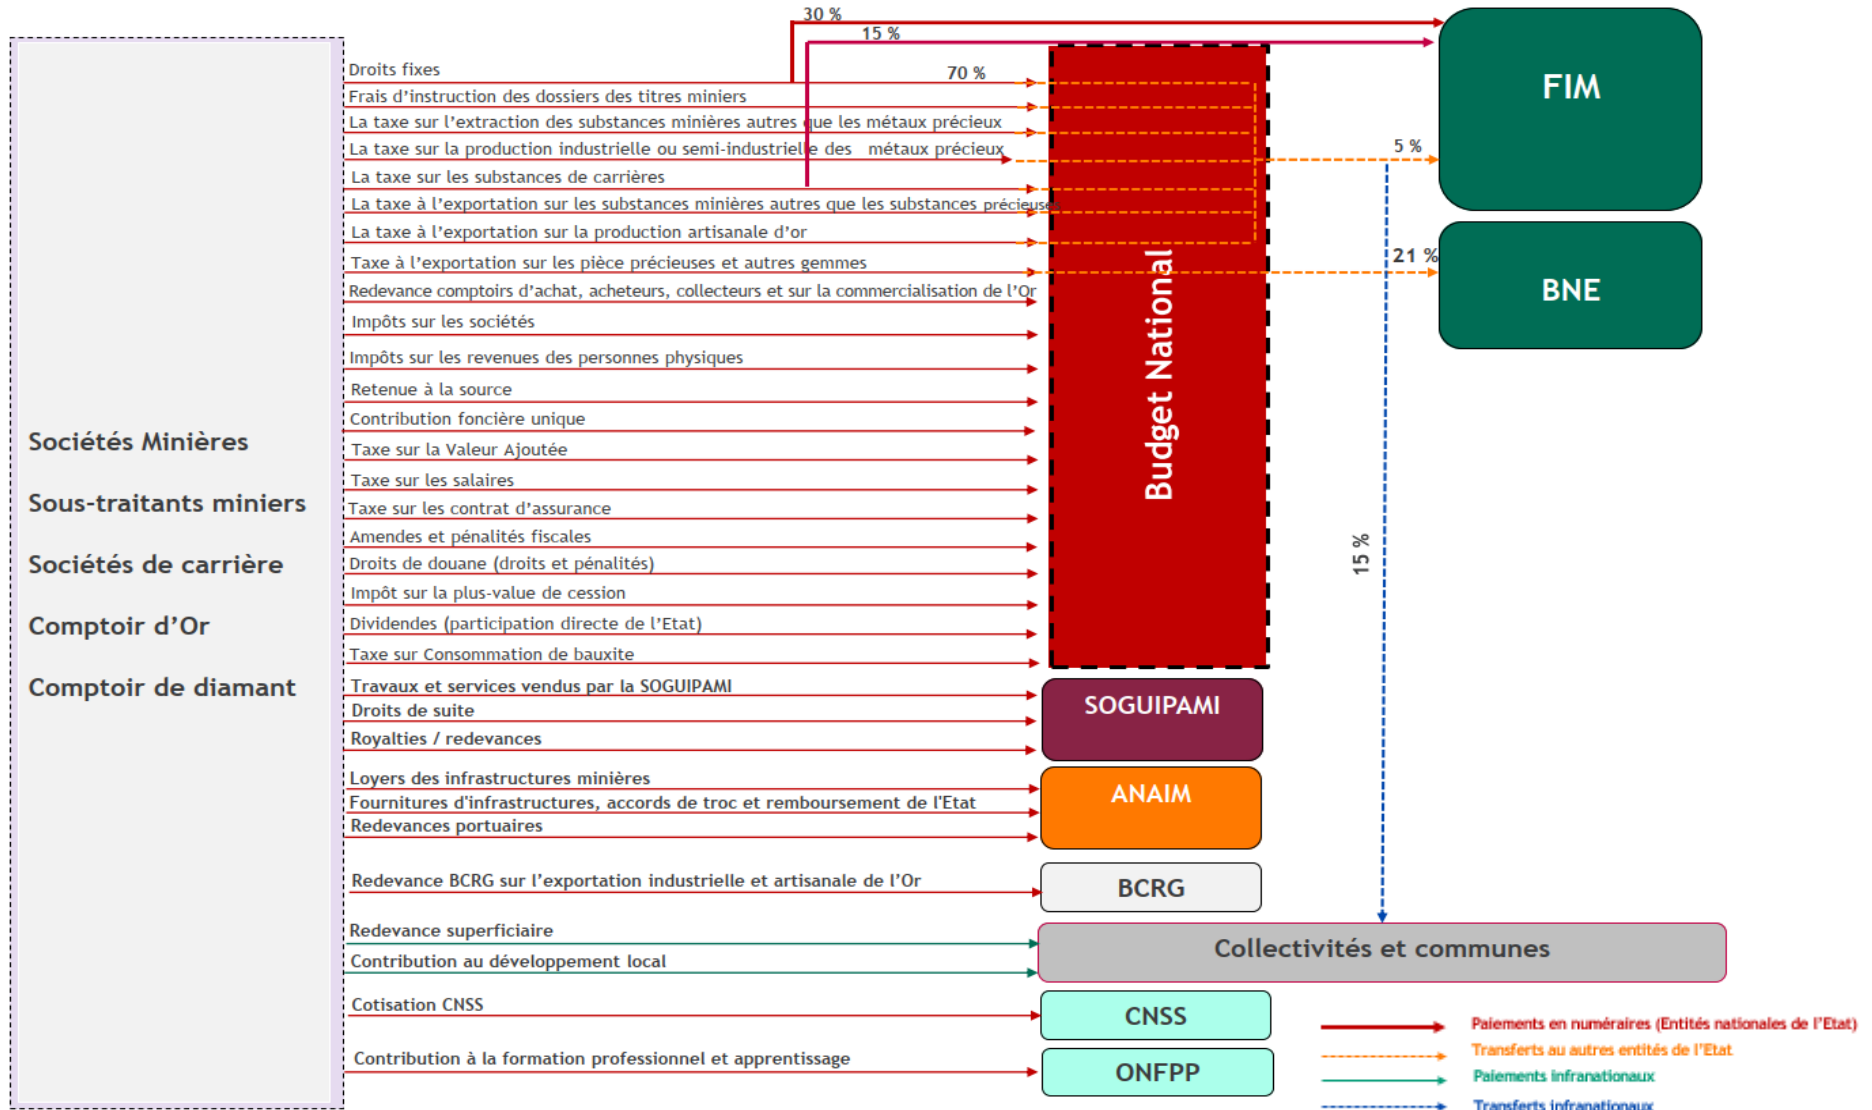 30 %
15 %
Droits fixes
70 %
Frais d'instruction des dossiers des titres miniers
La taxe sur l'extraction des substances minières autres que les métaux précieux
La taxe sur la production industrielle ou semi-industrielle des métaux précieux
La taxe sur les substances de carrières
La taxe à l'exportation sur les substances minières autres que les substances précieuses
La taxe à l'exportation sur la production artisanale d'or
Taxe à l'exportation sur les pièce précieuses et autres gemmes
Redevance comptoirs d'achat, acheteurs, collecteurs et sur la commercialisation de l'Or
Impôts sur les sociétés
Impôts sur les revenues des personnes physiques
Retenue à la source
Contribution foncière unique
Taxe sur la Valeur Ajoutée
Taxe sur les salaires
Taxe sur les contrat d'assurance
Amendes et pénalités fiscales
Droits de douane (droits et pénalités)
Impôt sur la plus-value de cession
Dividendes (participation directe de l'Etat)
Taxe sur Consommation de bauxite
Travaux et services vendus par la SOGUIPAMI
Droits de suite
Royalties / redevances
Loyers des infrastructures minières
Fournitures d'infrastructures, accords de troc et remboursement de l'Etat
Redevances portuaires
Redevance BCRG sur l'exportation industrielle et artisanale de l'Or
Redevance superficiaire
Contribution au développement local
Cotisation CNSS
Contribution à la formation professionnel et apprentissage
Sociétés Minières
Sous-traitants miniers
Sociétés de carrière
Comptoir d'Or
Comptoir de diamant
Budget National
SOGUIPAMI
ANAIM
BCRG
Collectivités et communes
CNSS
ONFPP
FIM
5 %
21 %
BNE
15 %
Paiements en numéraires (Entités nationales de l'Etat)
Transferts au autres entités de l'Etat
Paiements infranationaux
Transferts infranationaux